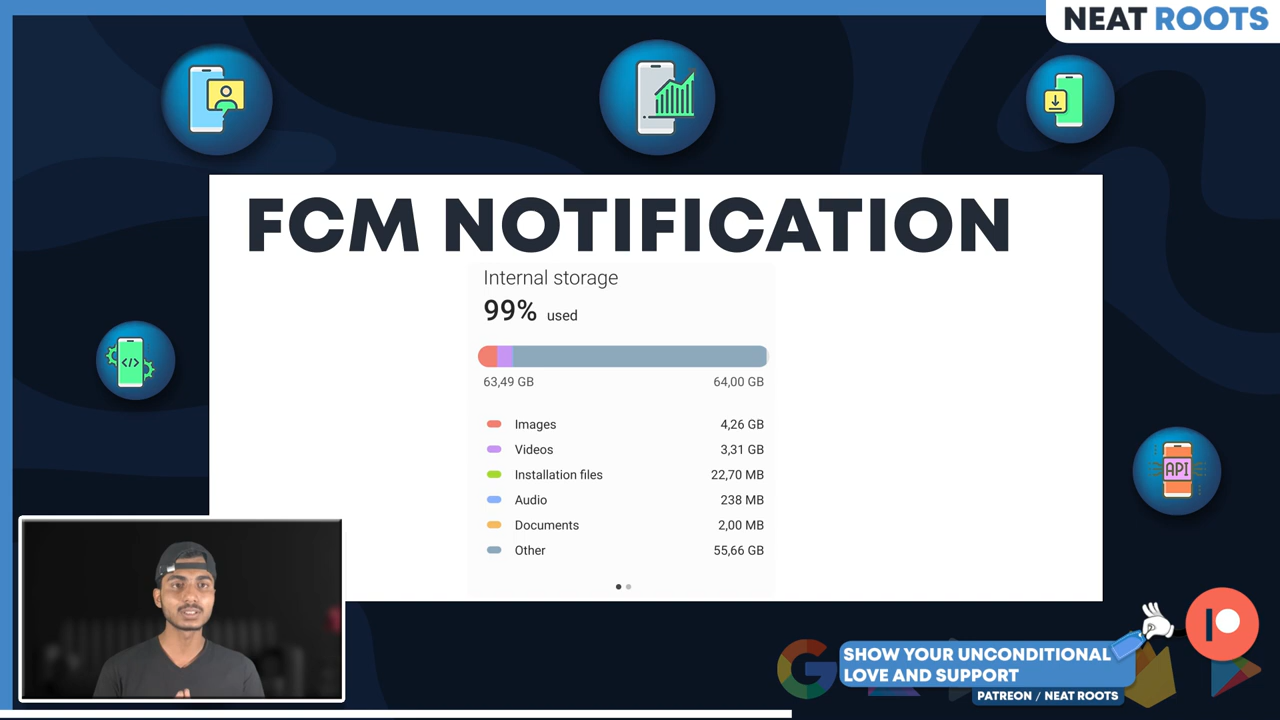 NEAT ROOTS
FCM NOTIFICATION
Internal storage
99% used
63,49 GB 64,00 GB
Images 4,26 GB
Videos 3,31 GB
Installation files 22,70 MB
Audio 238 MB
Documents 2,00 MB
Other 55,66 GB
</>
API
SHOW YOUR UNCONDITIONAL
LOVE AND SUPPORT
PATREON / NEAT ROOTS